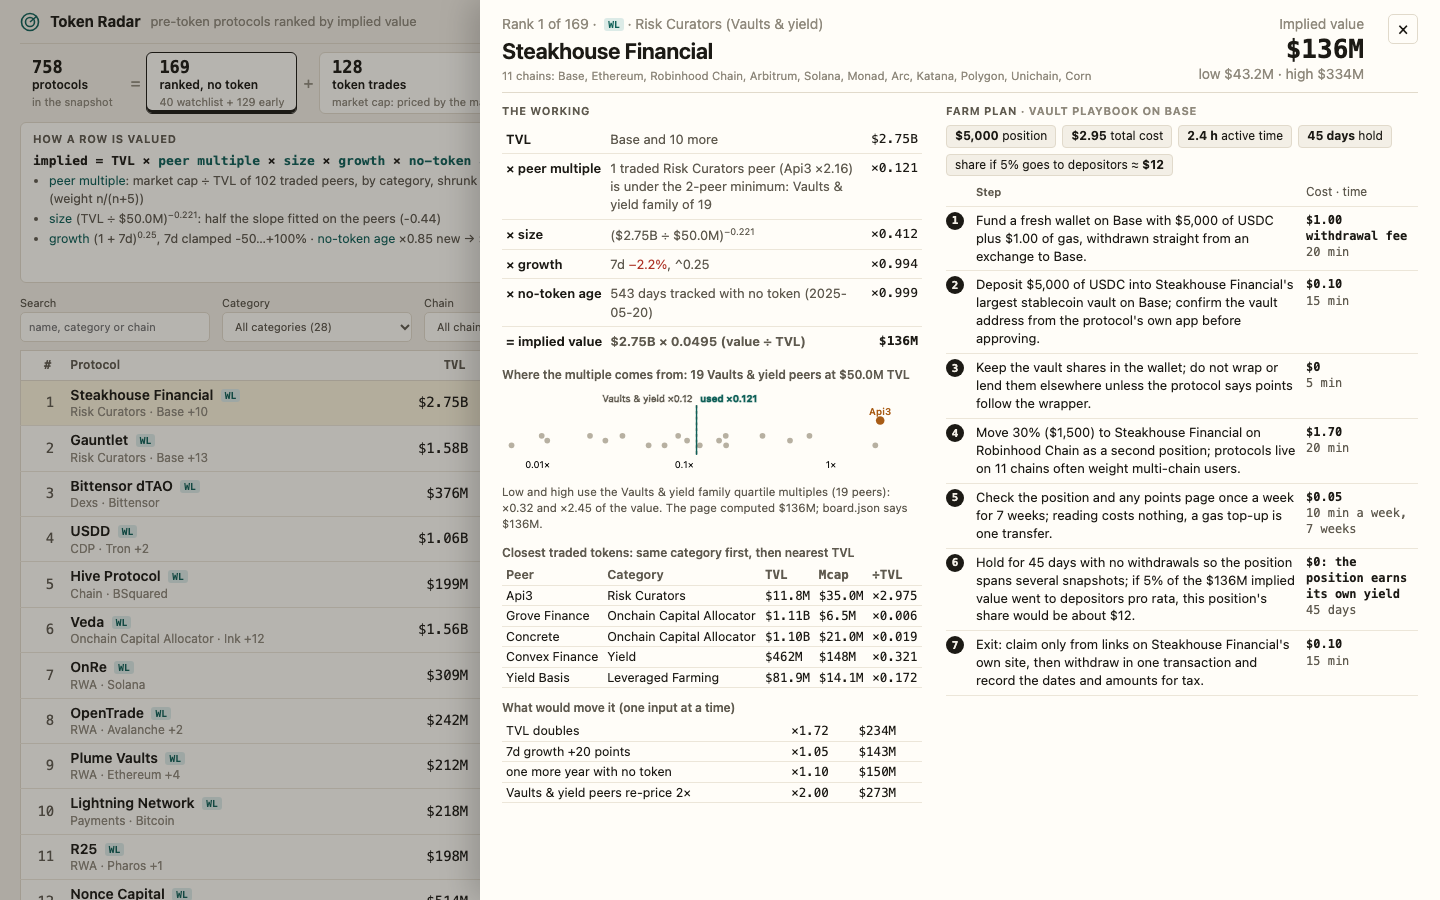 Token Radar pre-token protocols ranked by implied value
758 protocols in the snapshot
=
169 ranked, no token 40 watchlist + 129 early
+
128 token trades market cap: priced by the m
HOW A ROW IS VALUED
implied = TVL × peer multiple × size × growth × no-token
• peer multiple: market cap ÷ TVL of 102 traded peers, by category, shrunk
(weight n/(n+5))
• size (TVL ÷ $50.0M)^−0.221: half the slope fitted on the peers (-0.44)
• growth (1 + 7d)^0.25, 7d clamped -50…+100% · no-token age ×0.85 new →
Search
name, category or chain
Category
All categories (28)
Chain
All chain
# Protocol TVL
1 Steakhouse Financial WL $2.75B
Risk Curators · Base +10
2 Gauntlet WL $1.58B
Risk Curators · Base +13
3 Bittensor dTAO WL $376M
Dexs · Bittensor
4 USDD WL $1.06B
CDP · Tron +2
5 Hive Protocol WL $199M
Chain · BSquared
6 Veda WL $1.56B
Onchain Capital Allocator · Ink +12
7 OnRe WL $309M
RWA · Solana
8 OpenTrade WL $242M
RWA · Avalanche +2
9 Plume Vaults WL $212M
RWA · Ethereum +4
10 Lightning Network WL $218M
Payments · Bitcoin
11 R25 WL $198M
RWA · Pharos +1
12 Nonce Capital WL $514M
Rank 1 of 169 · WL · Risk Curators (Vaults & yield)
Steakhouse Financial
11 chains: Base, Ethereum, Robinhood Chain, Arbitrum, Solana, Monad, Arc, Katana, Polygon, Unichain, Corn
Implied value
$136M
low $43.2M · high $334M
×
THE WORKING
TVL Base and 10 more $2.75B
× peer multiple 1 traded Risk Curators peer (Api3 ×2.16) ×0.121
is under the 2-peer minimum: Vaults &
yield family of 19
× size ($2.75B ÷ $50.0M)^−0.221 ×0.412
× growth 7d −2.2%, ^0.25 ×0.994
× no-token age 543 days tracked with no token (2025- ×0.999
05-20)
= implied value $2.75B × 0.0495 (value ÷ TVL) $136M
Where the multiple comes from: 19 Vaults & yield peers at $50.0M TVL
Vaults & yield ×0.12 used ×0.121
Api3
0.01× 0.1× 1×
Low and high use the Vaults & yield family quartile multiples (19 peers):
×0.32 and ×2.45 of the value. The page computed $136M; board.json says
$136M.
Closest traded tokens: same category first, then nearest TVL
Peer Category TVL Mcap ÷TVL
Api3 Risk Curators $11.8M $35.0M ×2.975
Grove Finance Onchain Capital Allocator $1.11B $6.5M ×0.006
Concrete Onchain Capital Allocator $1.10B $21.0M ×0.019
Convex Finance Yield $462M $148M ×0.321
Yield Basis Leveraged Farming $81.9M $14.1M ×0.172
What would move it (one input at a time)
TVL doubles ×1.72 $234M
7d growth +20 points ×1.05 $143M
one more year with no token ×1.10 $150M
Vaults & yield peers re-price 2× ×2.00 $273M
FARM PLAN · VAULT PLAYBOOK ON BASE
$5,000 position $2.95 total cost 2.4 h active time 45 days hold
share if 5% goes to depositors ≈ $12
Step Cost · time
1 Fund a fresh wallet on Base with $5,000 of USDC $1.00
plus $1.00 of gas, withdrawn straight from an withdrawal fee
exchange to Base. 20 min
2 Deposit $5,000 of USDC into Steakhouse Financial's $0.10
largest stablecoin vault on Base; confirm the vault 15 min
address from the protocol's own app before
approving.
3 Keep the vault shares in the wallet; do not wrap or $0
lend them elsewhere unless the protocol says points 5 min
follow the wrapper.
4 Move 30% ($1,500) to Steakhouse Financial on $1.70
Robinhood Chain as a second position; protocols live 20 min
on 11 chains often weight multi-chain users.
5 Check the position and any points page once a week $0.05
for 7 weeks; reading costs nothing, a gas top-up is 10 min a week,
one transfer. 7 weeks
6 Hold for 45 days with no withdrawals so the position $0: the
spans several snapshots; if 5% of the $136M implied position earns
value went to depositors pro rata, this position's its own yield
share would be about $12. 45 days
7 Exit: claim only from links on Steakhouse Financial's $0.10
own site, then withdraw in one transaction and 15 min
record the dates and amounts for tax.